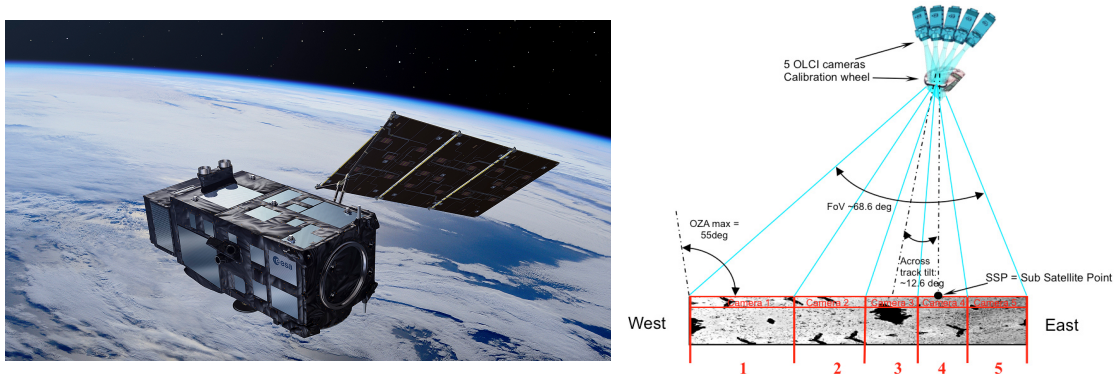 esa
5 OLCI cameras
Calibration wheel
FoV ~68.6 deg
OZA max =
55deg
Across
track tilt:
~12.6 deg
SSP = Sub Satellite Point
Camera 1 Camera 2 Camera 3 Camera 4 Camera 5
West East
1 2 3 4 5